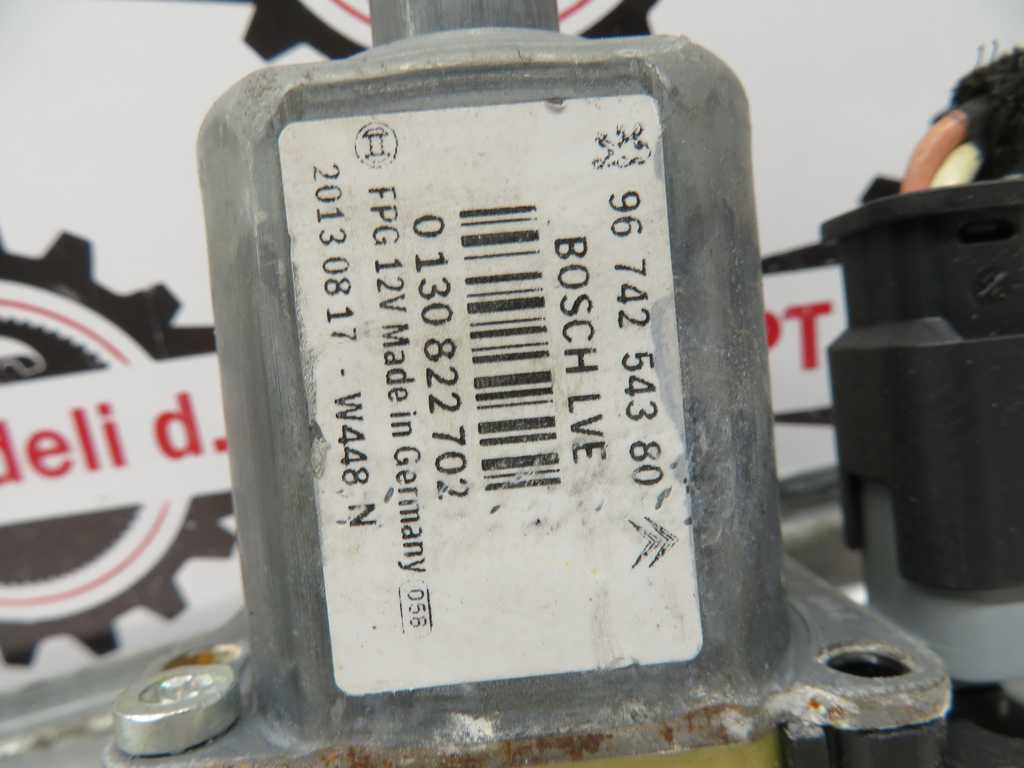 96 742 543 80
BOSCH LVE
0 130 822 702
FPG 12V Made in Germany 058
2013 08 17 - W448 N
deli d.
PT